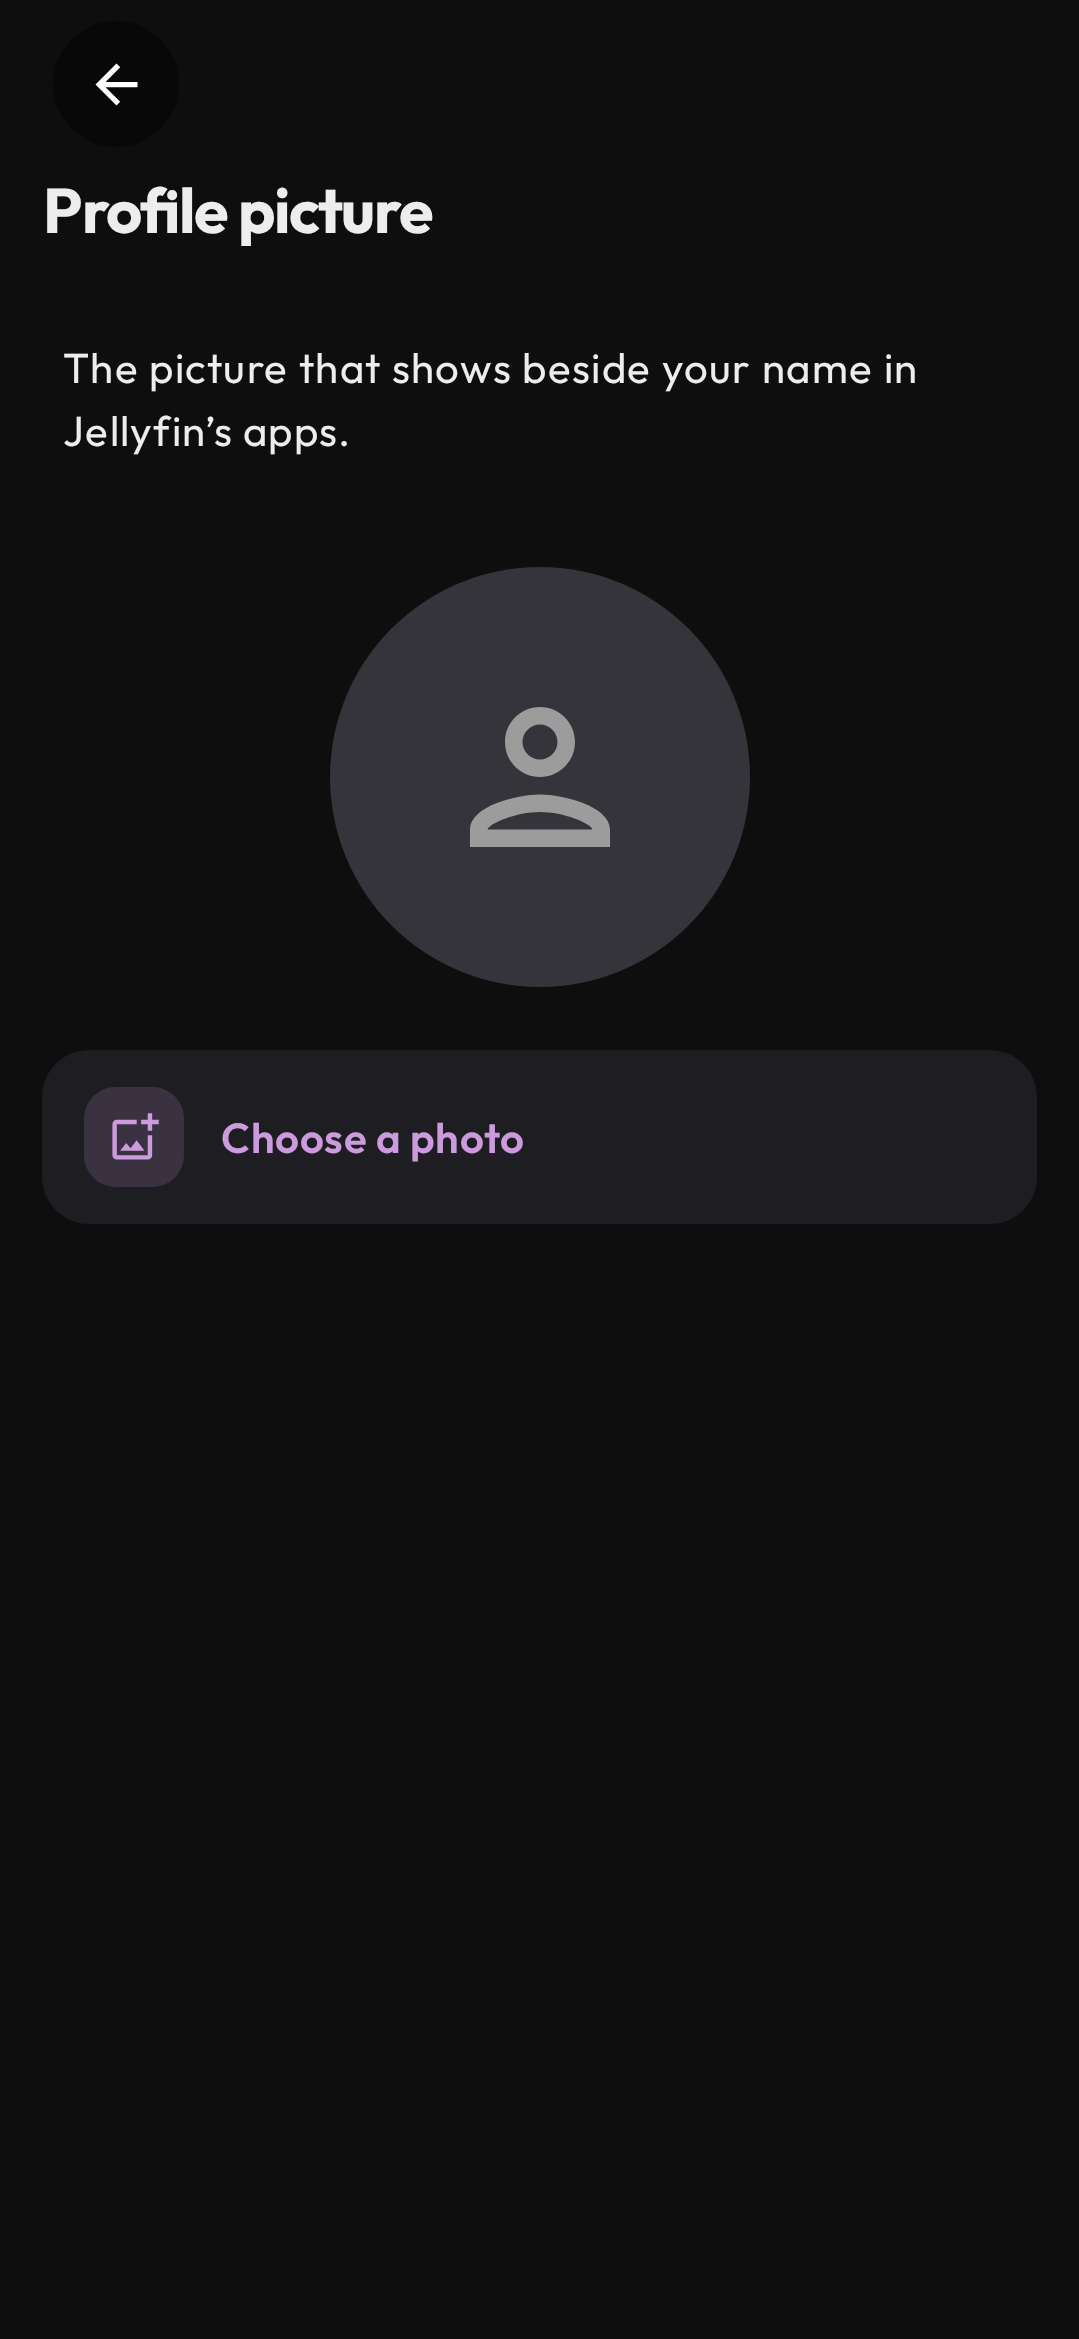 Profile picture
The picture that shows beside your name in
Jellyfin’s apps.
Choose a photo